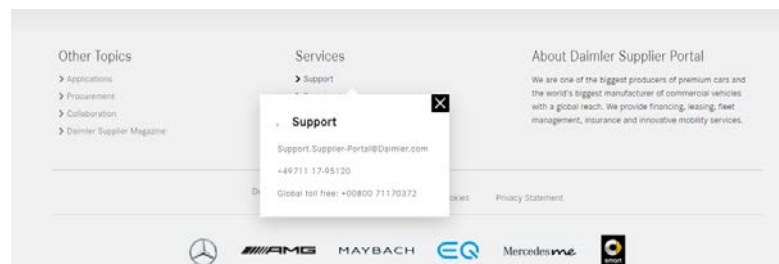 Other Topics
Applications
Procurement
Collaboration
Daimler Supplier Magazine
Services
Support
Support
Support.Supplier-Portal@Daimler.com
+49711 17-95120
Global toll free: +00800 71170372
About Daimler Supplier Portal
We are one of the biggest producers of premium cars and
the world's biggest manufacturer of commercial vehicles
with a global reach. We provide financing, leasing, fleet
management, insurance and innovative mobility services.
Privacy Statement
AMG
MAYBACH
EQ
Mercedes me
smart